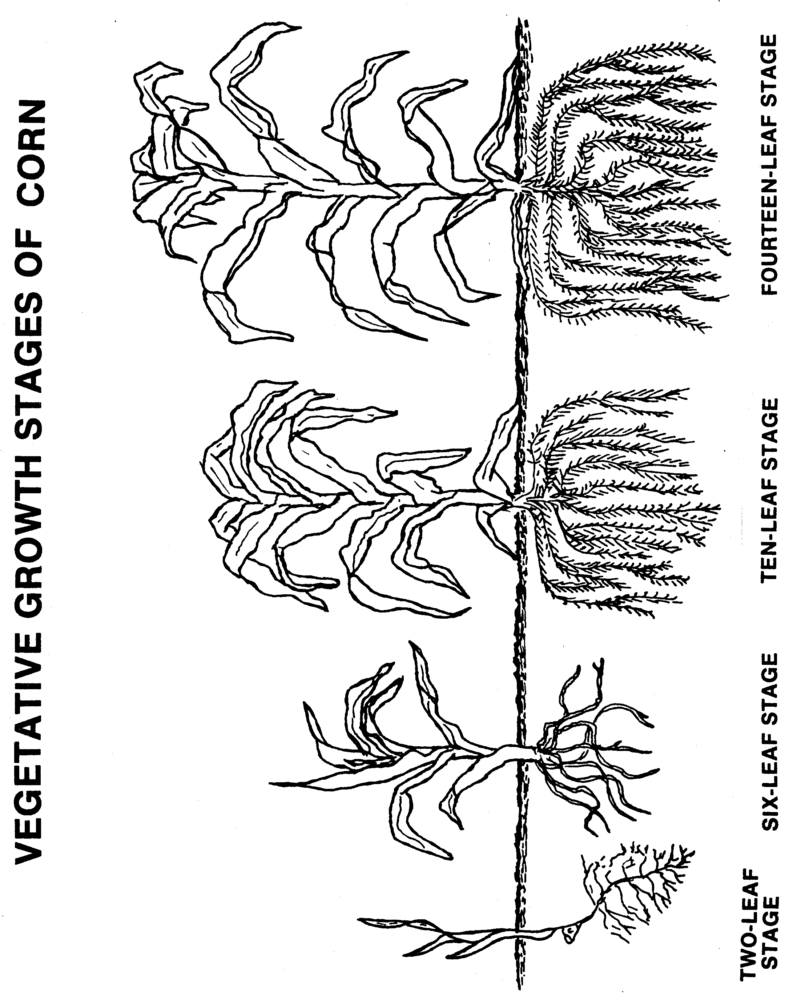 VEGETATIVE GROWTH STAGES OF CORN
TWO-LEAF
STAGE
SIX-LEAF STAGE
TEN-LEAF STAGE
FOURTEEN-LEAF STAGE